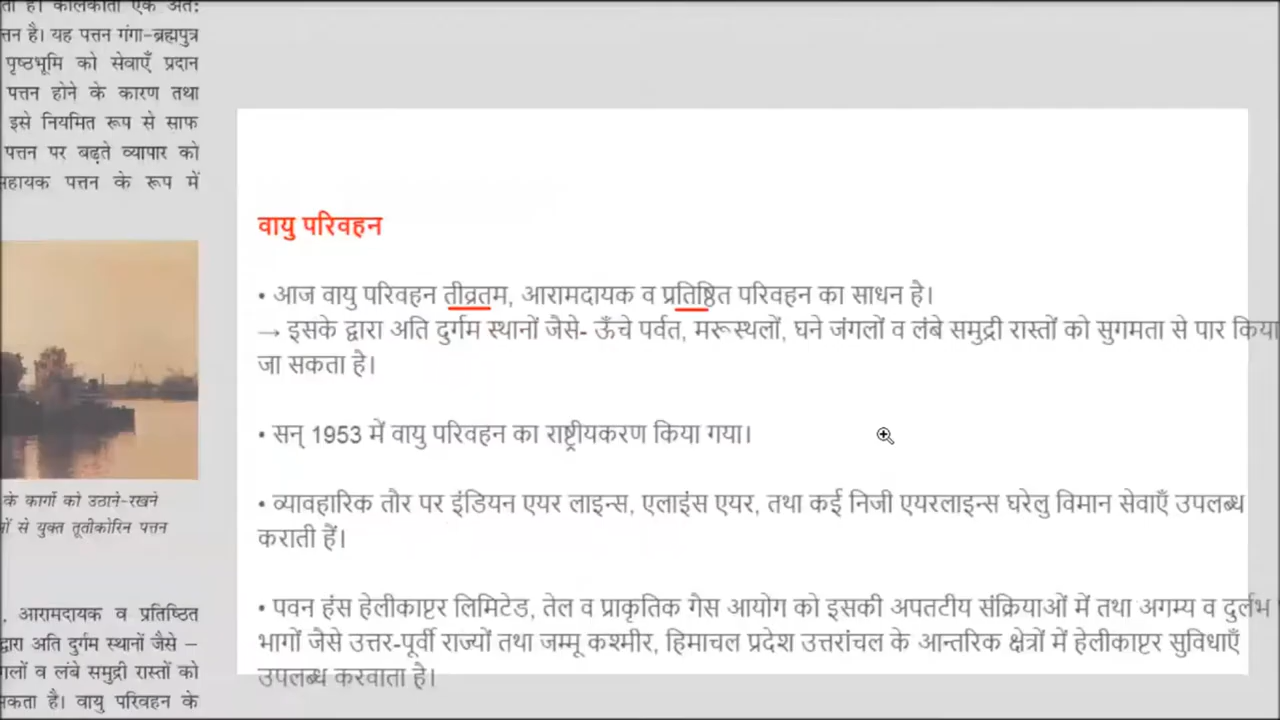 ती है। कोलकाता एक अंतः
त्तन है। यह पत्तन गंगा-ब्रह्मपुत्र
पृष्ठभूमि को सेवाएँ प्रदान
पत्तन होने के कारण तथा
इसे नियमित रूप से साफ
पत्तन पर बढ़ते व्यापार को
सहायक पत्तन के रूप में
के कार्गो को उठाने-रखने
से युक्त तूतीकोरिन पत्तन
आरामदायक व प्रतिष्ठित
द्वारा अति दुर्गम स्थानों जैसे –
गलों व लंबे समुद्री रास्तों को
सकता है। वायु परिवहन के
वायु परिवहन
• आज वायु परिवहन तीव्रतम, आरामदायक व प्रतिष्ठित परिवहन का साधन है।
→ इसके द्वारा अति दुर्गम स्थानों जैसे- ऊँचे पर्वत, मरूस्थलों, घने जंगलों व लंबे समुद्री रास्तों को सुगमता से पार किया
जा सकता है।
• सन् 1953 में वायु परिवहन का राष्ट्रीयकरण किया गया।
• व्यावहारिक तौर पर इंडियन एयर लाइन्स, एलाइंस एयर, तथा कई निजी एयरलाइन्स घरेलु विमान सेवाएँ उपलब्ध
कराती हैं।
• पवन हंस हेलीकाप्टर लिमिटेड, तेल व प्राकृतिक गैस आयोग को इसकी अपतटीय संक्रियाओं में तथा अगम्य व दुर्लभ
भागों जैसे उत्तर-पूर्वी राज्यों तथा जम्मू कश्मीर, हिमाचल प्रदेश उत्तरांचल के आन्तरिक क्षेत्रों में हेलीकाप्टर सुविधाएँ
उपलब्ध करवाता है।